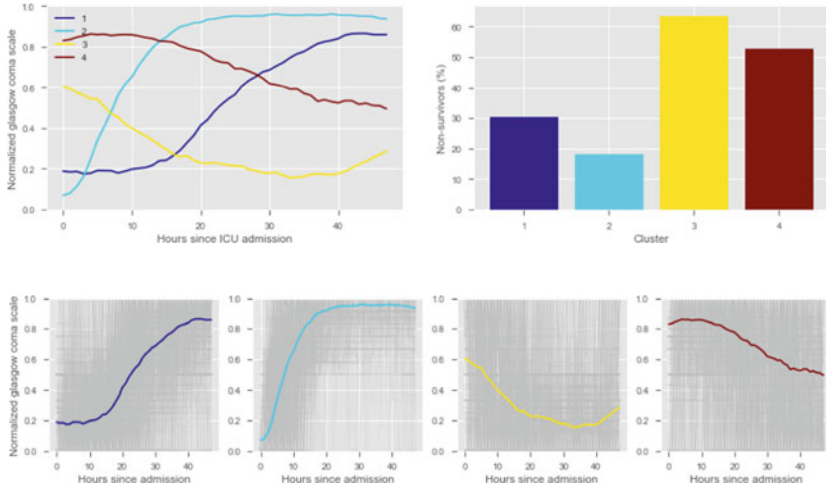 Normalized glasgow coma scale
1.0
0.8
0.6
0.4
0.2
0.0
1
2
3
4
0 10 20 30 40
Hours since ICU admission
Non-survivors (%)
60
50
40
30
20
10
0
1 2 3 4
Cluster
Normalized glasgow coma scale
1.0
0.8
0.6
0.4
0.2
0.0
0 10 20 30 40
Hours since admission
1.0
0.8
0.6
0.4
0.2
0.0
0 10 20 30 40
Hours since admission
1.0
0.8
0.6
0.4
0.2
0.0
0 10 20 30 40
Hours since admission
1.0
0.8
0.6
0.4
0.2
0.0
0 10 20 30 40
Hours since admission